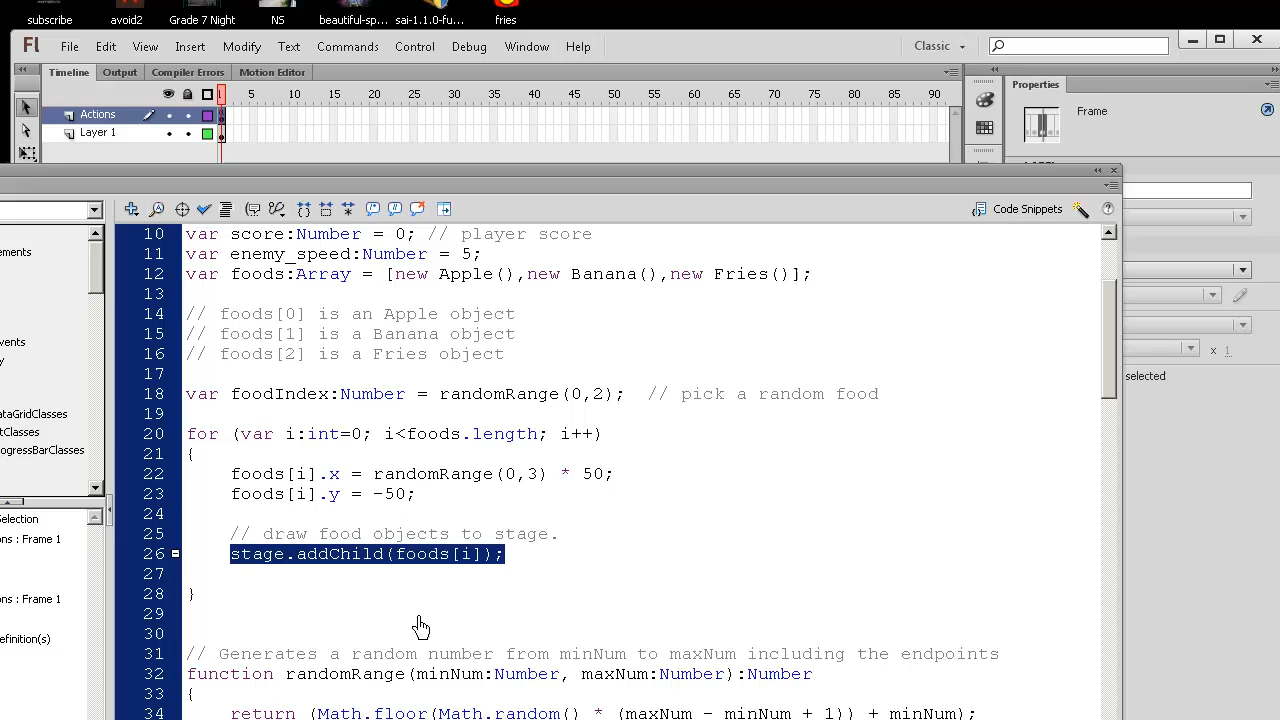 subscribe
avoid2
Grade 7 Night
N5
beautiful-sp...
sai-1.1.0-fu...
fries
Fl File Edit View Insert Modify Text Commands Control Debug Window Help Classic
Timeline Output Compiler Errors Motion Editor
5 10 15 20 25 30 35 40 45 50 55 60 65 70 75 80 85 90
Actions
Layer 1
Properties
Frame
Code Snippets
ements
vents
ataGridClasses
tClasses
ogressBarClasses
Selection
ons : Frame 1
ons : Frame 1
efinition(s)
x 1
selected
10 var score:Number = 0; // player score
11 var enemy_speed:Number = 5;
12 var foods:Array = [new Apple(),new Banana(),new Fries()];
13
14 // foods[0] is an Apple object
15 // foods[1] is a Banana object
16 // foods[2] is a Fries object
17
18 var foodIndex:Number = randomRange(0,2);  // pick a random food
19
20 for (var i:int=0; i<foods.length; i++)
21 {
22     foods[i].x = randomRange(0,3) * 50;
23     foods[i].y = -50;
24
25     // draw food objects to stage.
26     stage.addChild(foods[i]);
27
28 }
29
30
31 // Generates a random number from minNum to maxNum including the endpoints
32 function randomRange(minNum:Number, maxNum:Number):Number
33 {
34     return (Math.floor(Math.random() * (maxNum - minNum + 1)) + minNum);